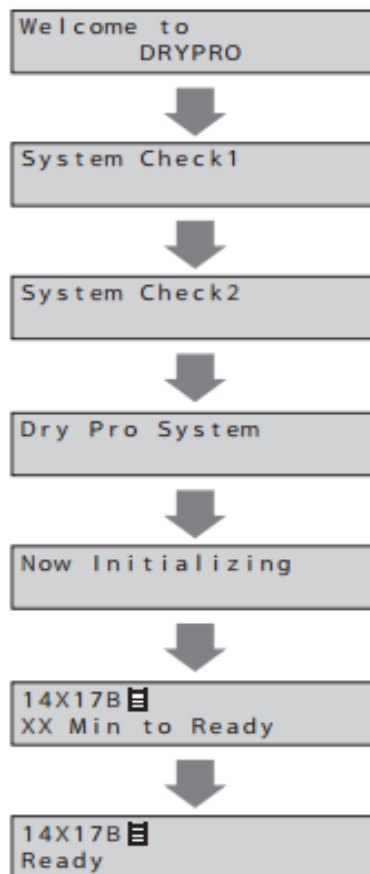 Welcome to
DRYPRO
System Check1
System Check2
Dry Pro System
Now Initializing
14X17B
XX Min to Ready
14X17B
Ready